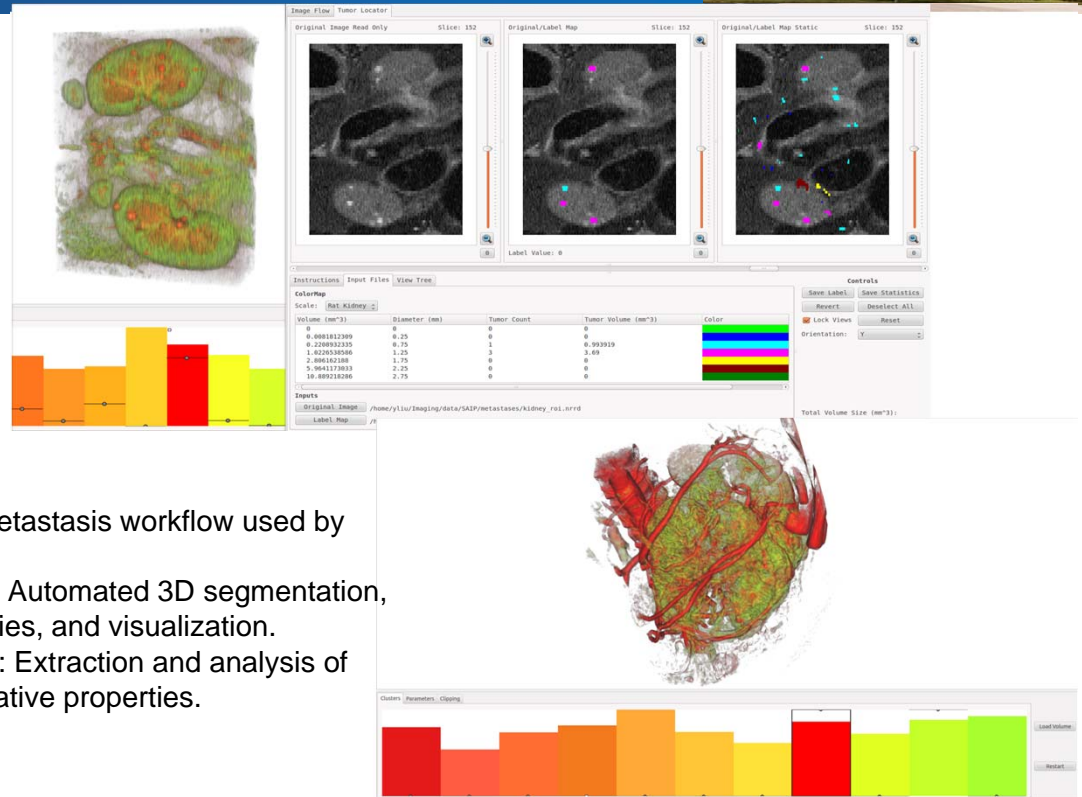 Image Flow Tumor Locator
Original Image Read Only Slice: 152
Original/Label Map Slice: 152
Original/Label Map Static Slice: 152
0
Label Value: 0 0
0
Instructions Input Files View Tree
ColorMap
Scale: Rat Kidney
Volume (mm^3) Diameter (mm) Tumor Count Tumor Volume (mm^3) Color
0 0 0 0
0.0081812309 0.25 0 0
0.2208932335 0.75 1 0.993919
1.0226538586 1.25 3 3.69
2.806162188 1.75 0 0
5.9641173033 2.25 0 0
10.889218286 2.75 0 0
Inputs
Original Image /home/yliu/Imaging/data/SAIP/metastases/kidney_roi.nrrd
Label Map
Controls
Save Label Save Statistics
Revert Deselect All
Lock Views Reset
Orientation: Y
Total Volume Size (mm^3):
etastasis workflow used by
Automated 3D segmentation,
ies, and visualization.
: Extraction and analysis of
ative properties.
Clusters Parameters Clipping
Load Volume
Restart